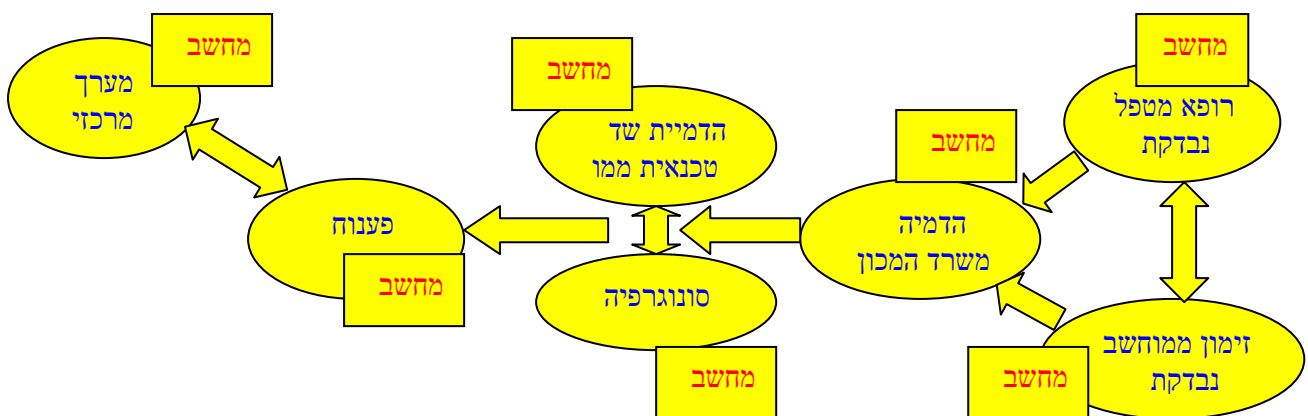 מחשב
רופא מטפל
נבדקת
מחשב
זימון ממוחשב
נבדקת
מחשב
הדמיה
משרד המכון
מחשב
הדמיית שד
טכנאית ממו
סונוגרפיה
מחשב
פענוח
מחשב
מחשב
מערך
מרכזי